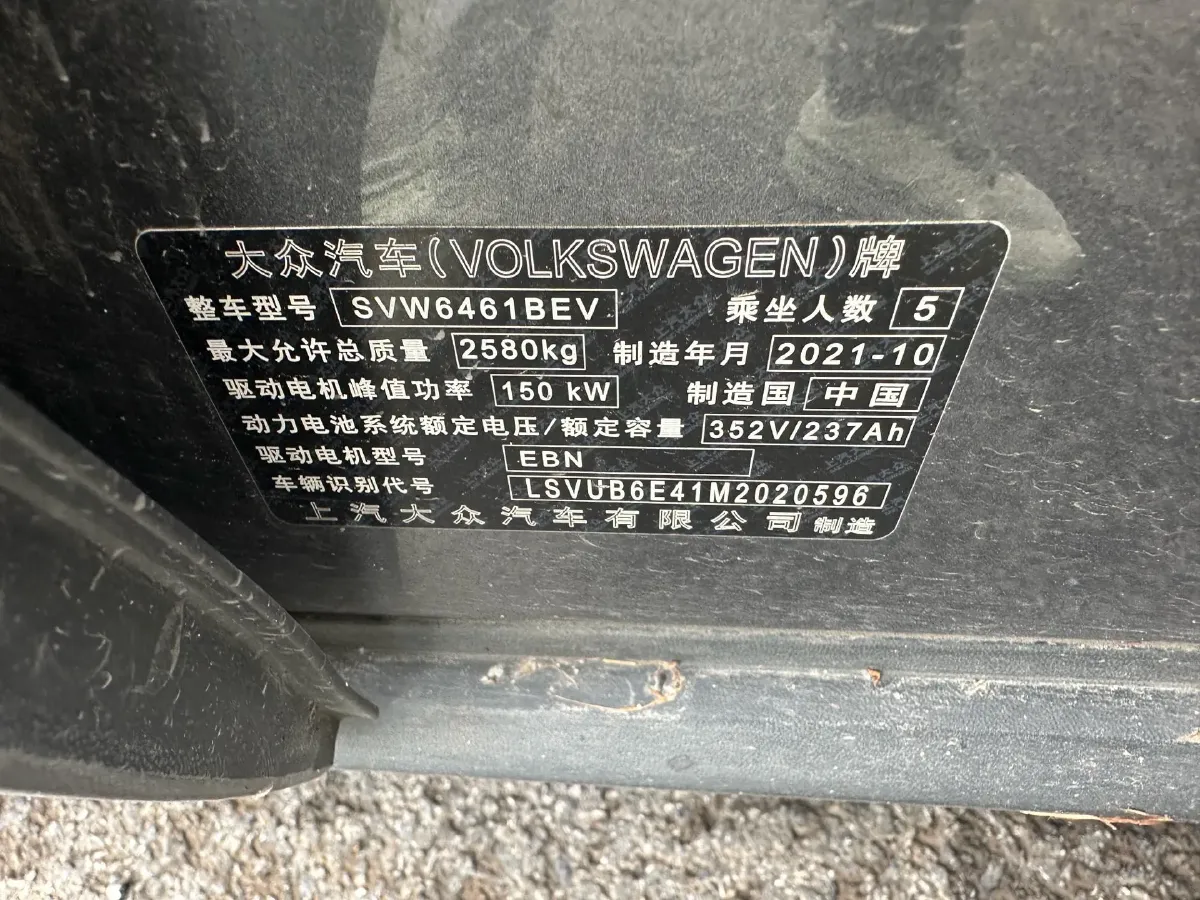 大众汽车(VOLKSWAGEN)牌
整车型号 SVW6461BEV 乘坐人数 5
最大允许总质量 2580kg 制造年月 2021-10
驱动电机峰值功率 150 kW 制造国 中国
动力电池系统额定电压/额定容量 352V/237Ah
驱动电机型号 EBN
车辆识别代号 LSVUB6E41M2020596
上汽大众汽车有限公司 制造